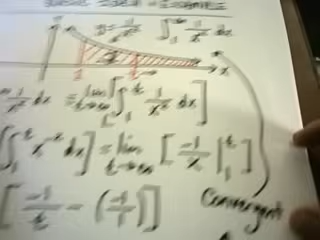 y = 1/x² ∫₁^∞ 1/x² dx
1 t x
1/x² dx = lim t→∞ [∫₁^t 1/x² dx]
[∫₁^t x⁻² dx] = lim t→∞ [-1/x |₁^t
[-1/t - (-1/1)]
Convergent